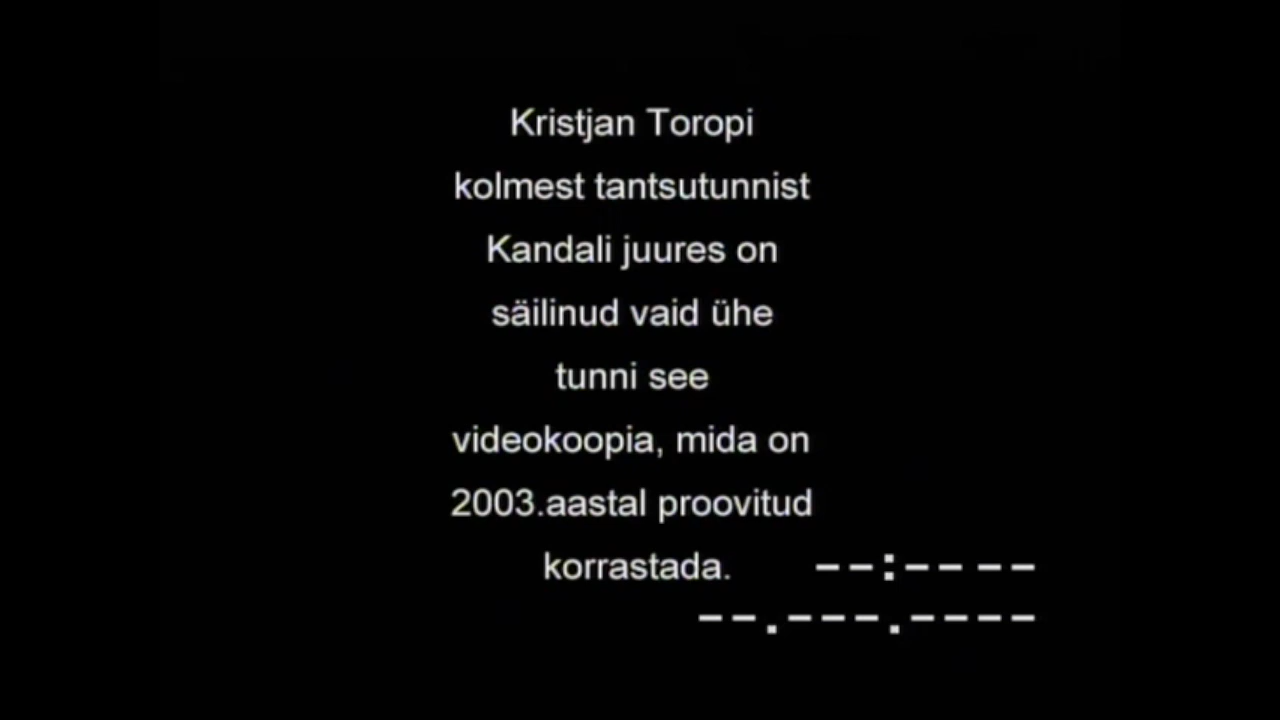 Kristjan Toropi
kolmest tantsutunnist
Kandali juures on
säilinud vaid ühe
tunni see
videokoopia, mida on
2003.aastal proovitud
korrastada.
--:-- --
--.---.----